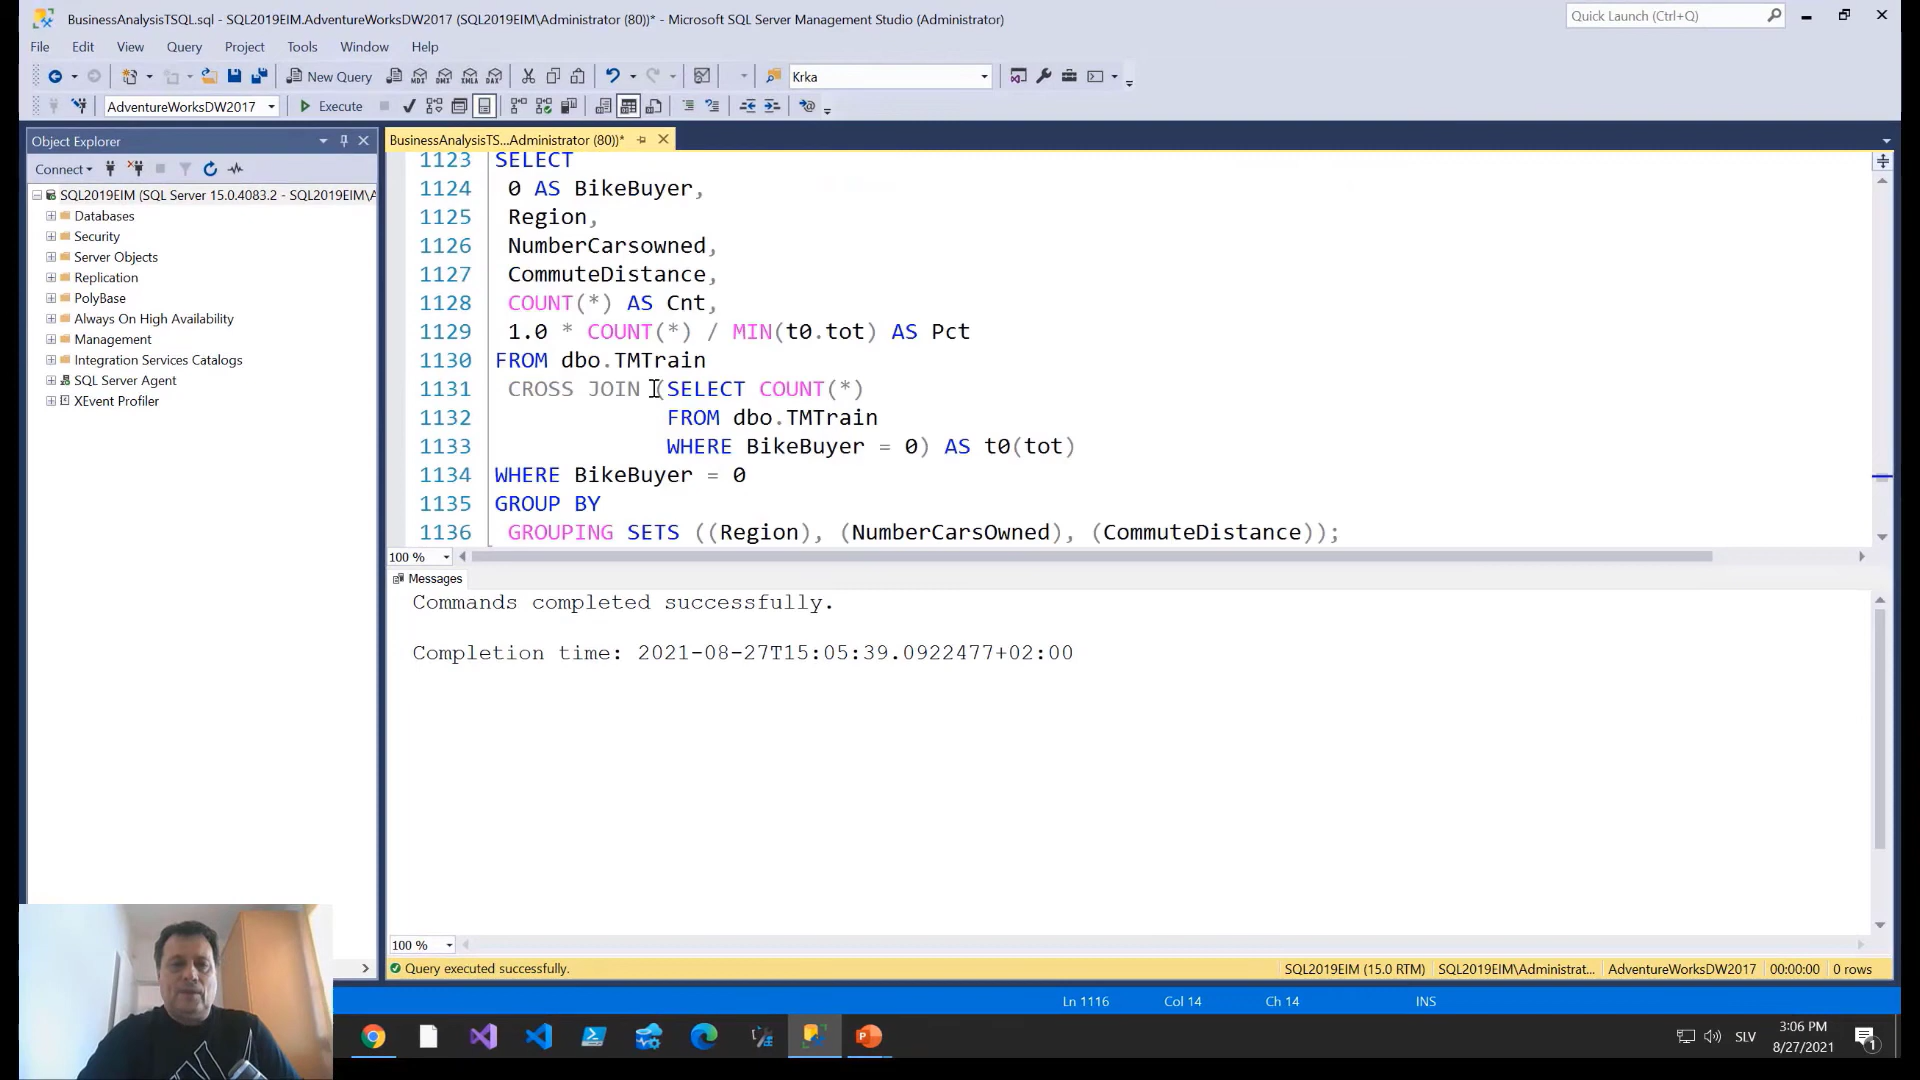 BusinessAnalysisTSQL.sql - SQL2019EIM.AdventureWorksDW2017 (SQL2019EIM\Administrator (80))* - Microsoft SQL Server Management Studio (Administrator)
Quick Launch (Ctrl+Q)
File Edit View Query Project Tools Window Help
New Query
Krka
AdventureWorksDW2017
Execute
Object Explorer
Connect
SQL2019EIM (SQL Server 15.0.4083.2 - SQL2019EIM\A
Databases
Security
Server Objects
Replication
PolyBase
Always On High Availability
Management
Integration Services Catalogs
SQL Server Agent
XEvent Profiler
BusinessAnalysisTS...Administrator (80))*
1123 SELECT
1124 0 AS BikeBuyer,
1125 Region,
1126 NumberCarsowned,
1127 CommuteDistance,
1128 COUNT(*) AS Cnt,
1129 1.0 * COUNT(*) / MIN(t0.tot) AS Pct
1130 FROM dbo.TMTrain
1131 CROSS JOIN (SELECT COUNT(*)
1132 FROM dbo.TMTrain
1133 WHERE BikeBuyer = 0) AS t0(tot)
1134 WHERE BikeBuyer = 0
1135 GROUP BY
1136 GROUPING SETS ((Region), (NumberCarsOwned), (CommuteDistance));
100 %
Messages
Commands completed successfully.
Completion time: 2021-08-27T15:05:39.0922477+02:00
100 %
Query executed successfully.
SQL2019EIM (15.0 RTM) SQL2019EIM\Administrat... AdventureWorksDW2017 00:00:00 0 rows
Ln 1116 Col 14 Ch 14 INS
SLV
3:06 PM
8/27/2021
1